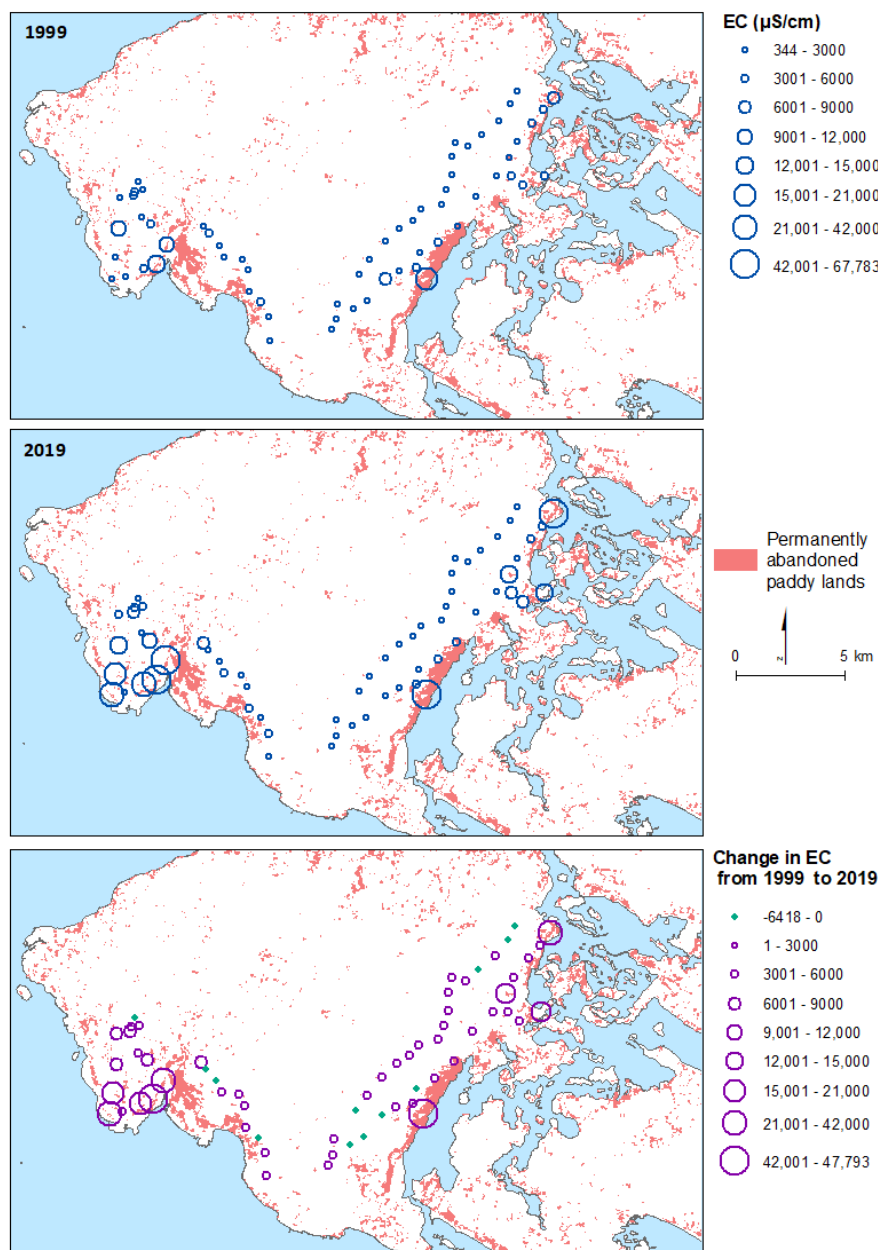 1999
EC (µS/cm)
344 - 3000
3001 - 6000
6001 - 9000
9001 - 12,000
12,001 - 15,000
15,001 - 21,000
21,001 - 42,000
42,001 - 67,783
2019
Permanently
abandoned
paddy lands
z
0 5 km
Change in EC
from 1999 to 2019
-6418 - 0
1 - 3000
3001 - 6000
6001 - 9000
9,001 - 12,000
12,001 - 15,000
15,001 - 21,000
21,001 - 42,000
42,001 - 47,793